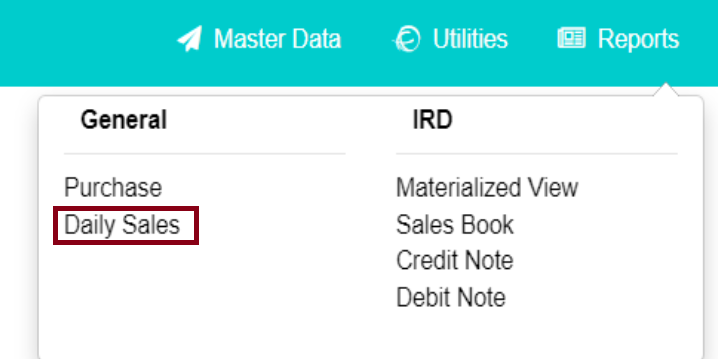 Master Data Utilities Reports
General
Purchase
Daily Sales
IRD
Materialized View
Sales Book
Credit Note
Debit Note